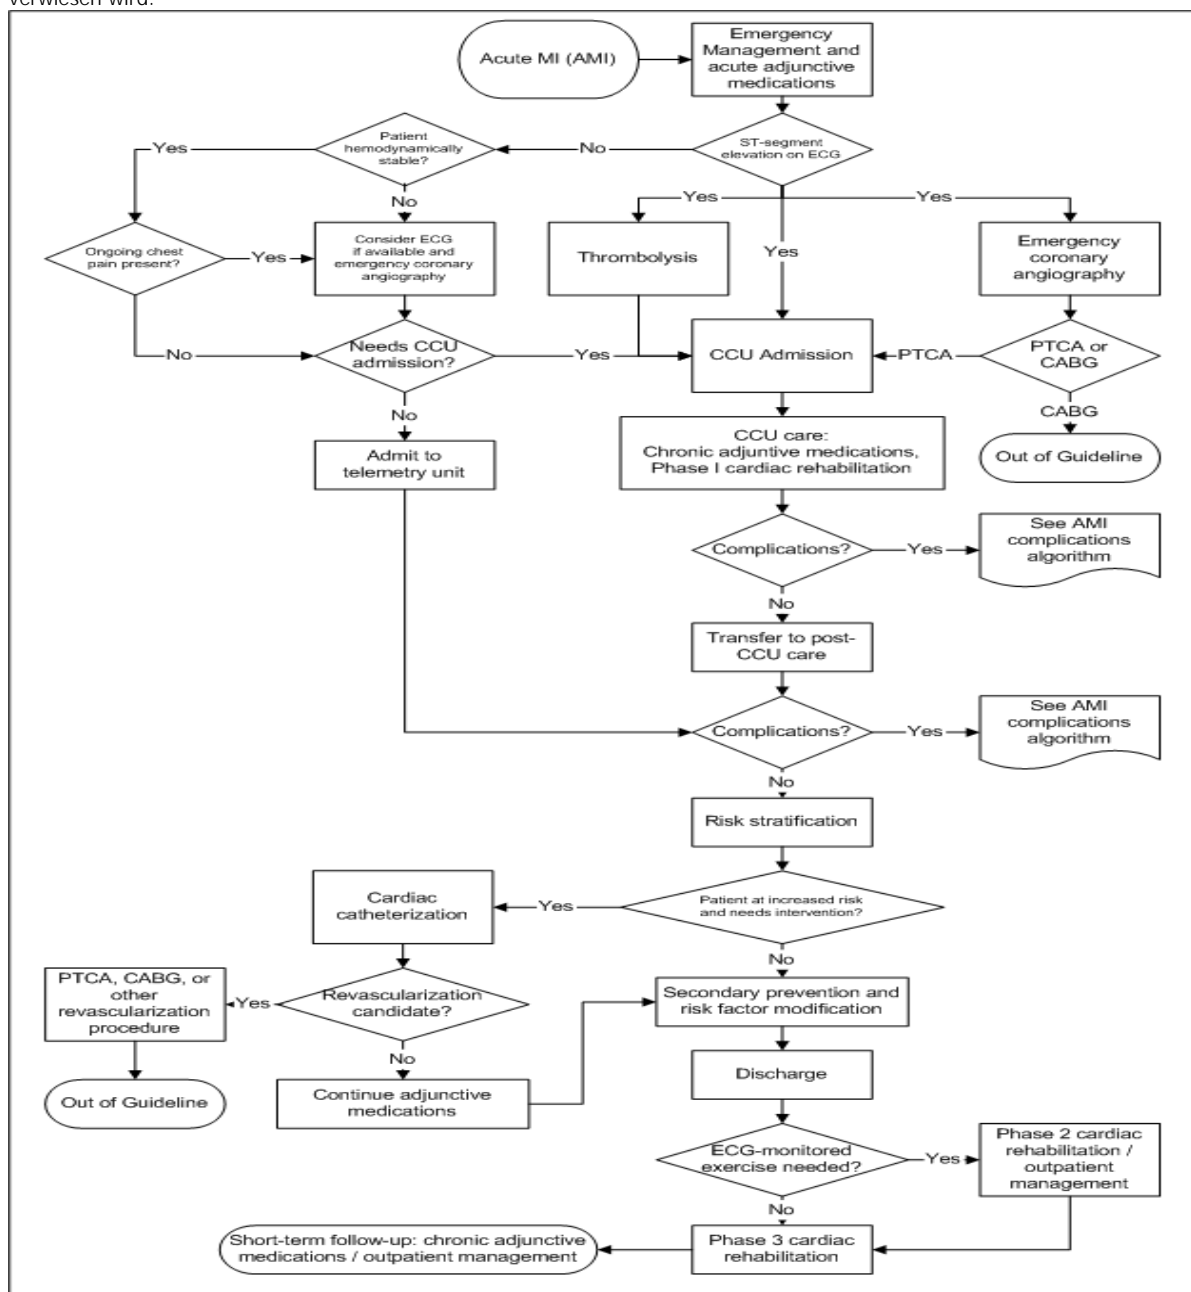 verwiesen wird.
Acute MI (AMI)
Emergency
Management and
acute adjunctive
medications
Patient
hemodynamically
stable?
Yes
No
ST-segment
elevation on ECG
No
Yes
Yes
Yes
Ongoing chest
pain present?
Yes
Consider ECG
if available and
emergency coronary
angiography
Thrombolysis
Emergency
coronary
angiography
No
Needs CCU
admission?
Yes
CCU Admission
PTCA
PTCA or
CABG
No
CABG
Admit to
telemetry unit
CCU care:
Chronic adjuntive medications,
Phase I cardiac rehabilitation
Out of Guideline
Complications?
Yes
See AMI
complications
algorithm
No
Transfer to post-
CCU care
Complications?
Yes
See AMI
complications
algorithm
No
Risk stratification
Cardiac
catheterization
Yes
Patient at increased risk
and needs intervention?
No
PTCA, CABG, or
other
revascularization
procedure
Yes
Revascularization
candidate?
Secondary prevention and
risk factor modification
No
Out of Guideline
Continue adjunctive
medications
Discharge
ECG-monitored
exercise needed?
Yes
Phase 2 cardiac
rehabilitation /
outpatient
management
No
Short-term follow-up: chronic adjunctive
medications / outpatient management
Phase 3 cardiac
rehabilitation